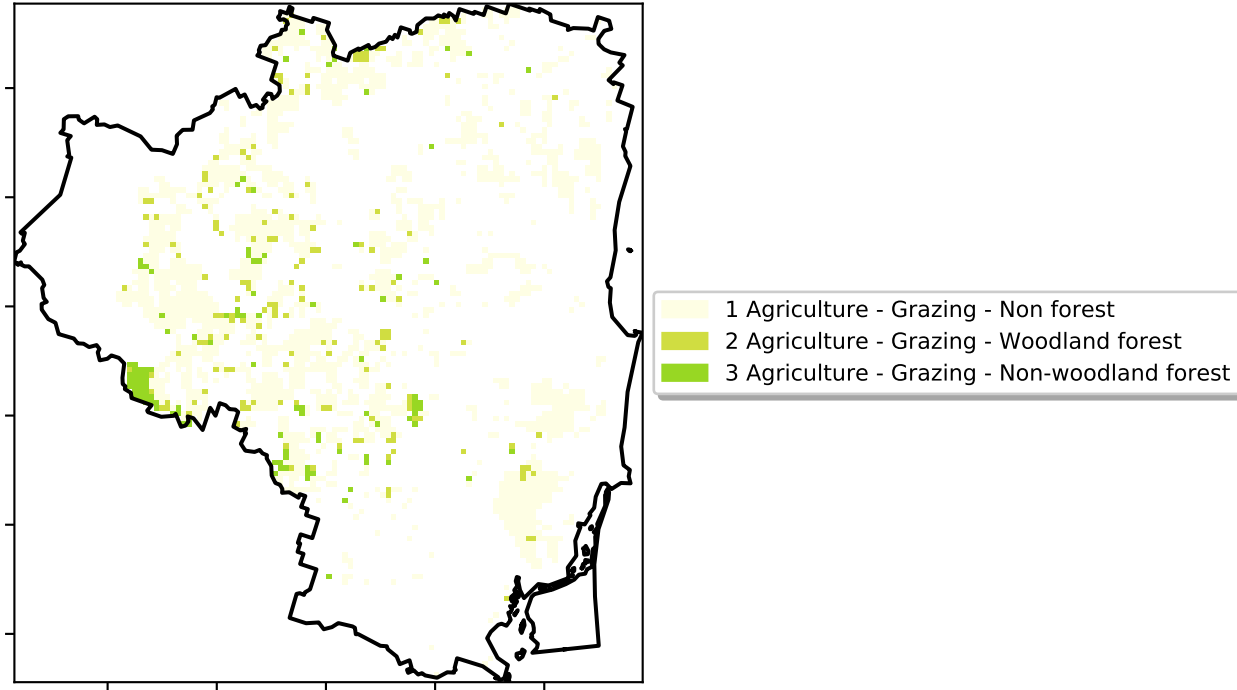 1 Agriculture - Grazing - Non forest
2 Agriculture - Grazing - Woodland forest
3 Agriculture - Grazing - Non-woodland forest